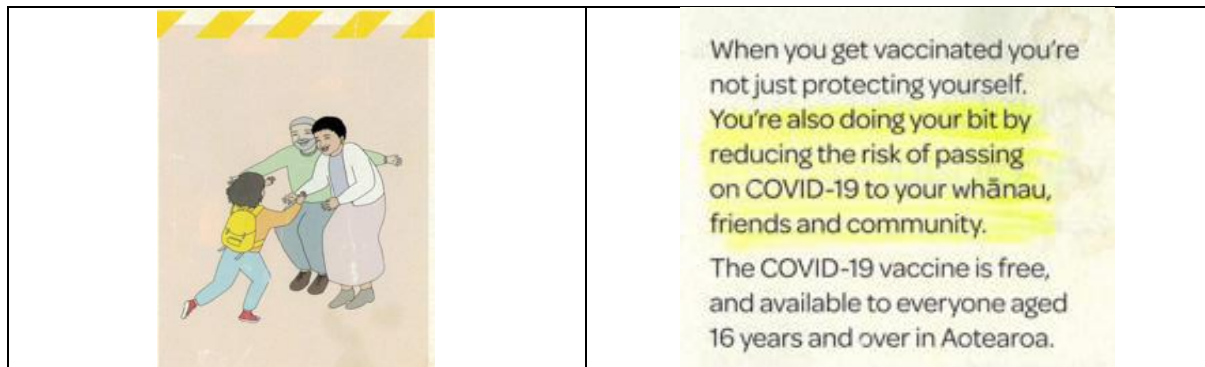 When you get vaccinated you're
not just protecting yourself.
You're also doing your bit by
reducing the risk of passing
on COVID-19 to your whānau,
friends and community.
The COVID-19 vaccine is free,
and available to everyone aged
16 years and over in Aotearoa.